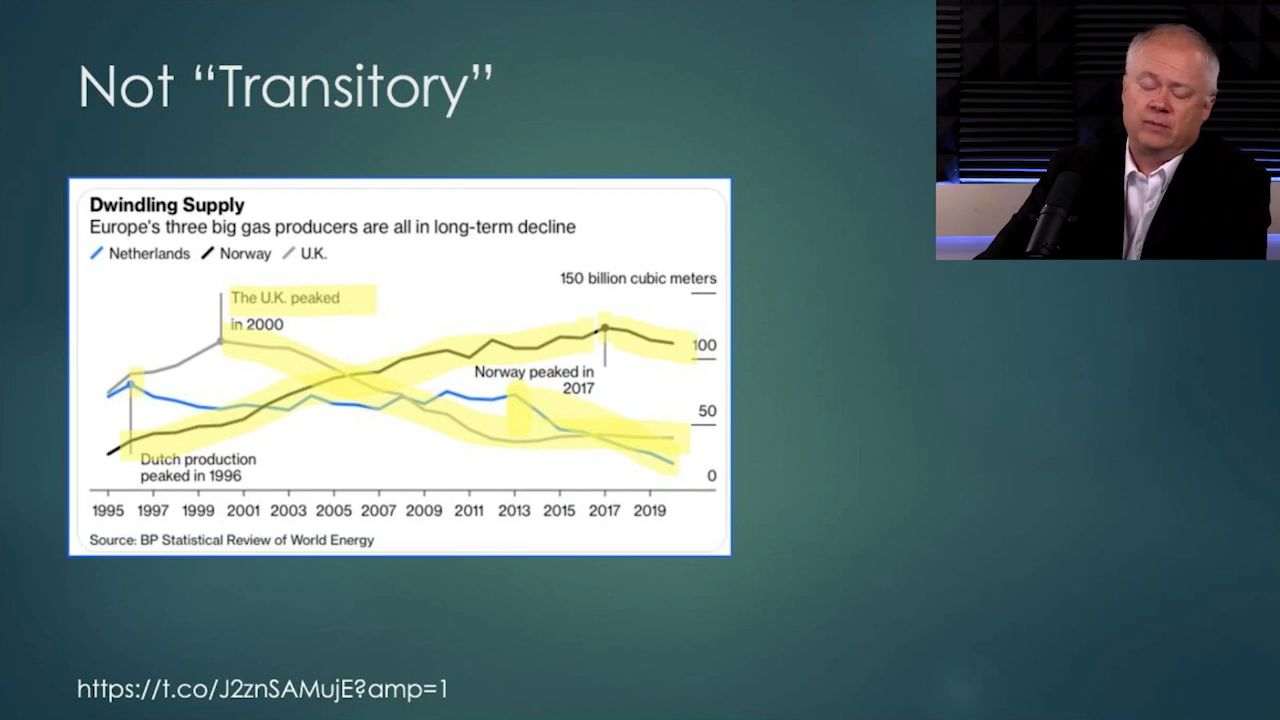 Not “Transitory”
Dwindling Supply
Europe's three big gas producers are all in long-term decline
Netherlands Norway U.K.
150 billion cubic meters
The U.K. peaked
in 2000
100
Norway peaked in
2017
50
Dutch production
peaked in 1996
0
1995 1997 1999 2001 2003 2005 2007 2009 2011 2013 2015 2017 2019
Source: BP Statistical Review of World Energy
https://t.co/J2znSAMujE?amp=1